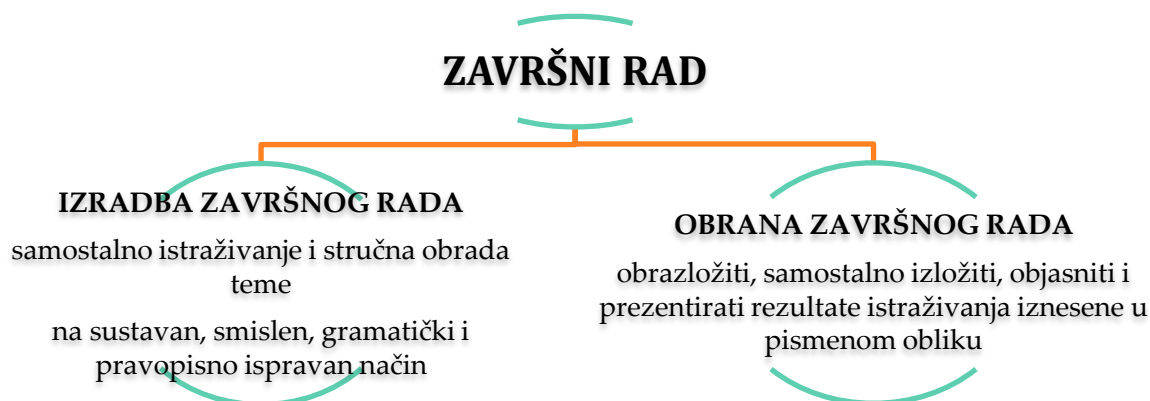 ZAVRŠNI RAD
IZRADBA ZAVRŠNOG RADA
samostalno istraživanje i stručna obrada
teme
na sustavan, smislen, gramatički i
pravopisno ispravan način
OBRANA ZAVRŠNOG RADA
obrazložiti, samostalno izložiti, objasniti i
prezentirati rezultate istraživanja iznesene u
pismenom obliku